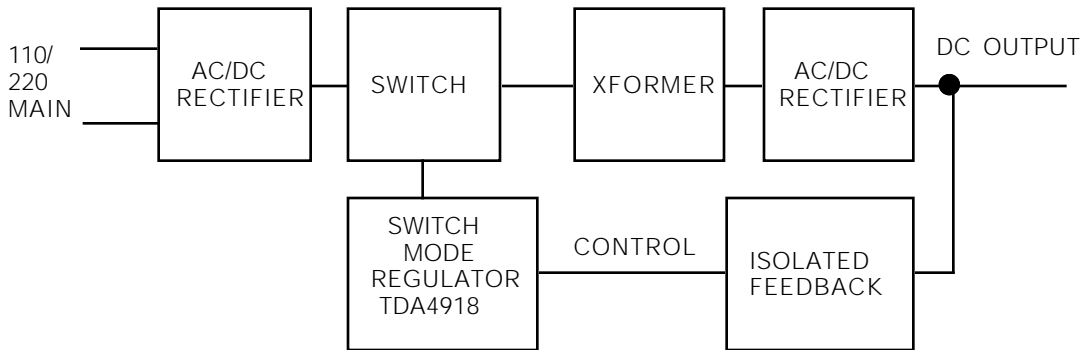 110/
220
MAIN
AC/DC
RECTIFIER
SWITCH
XFORMER
AC/DC
RECTIFIER
DC OUTPUT
SWITCH
MODE
REGULATOR
TDA4918
CONTROL
ISOLATED
FEEDBACK